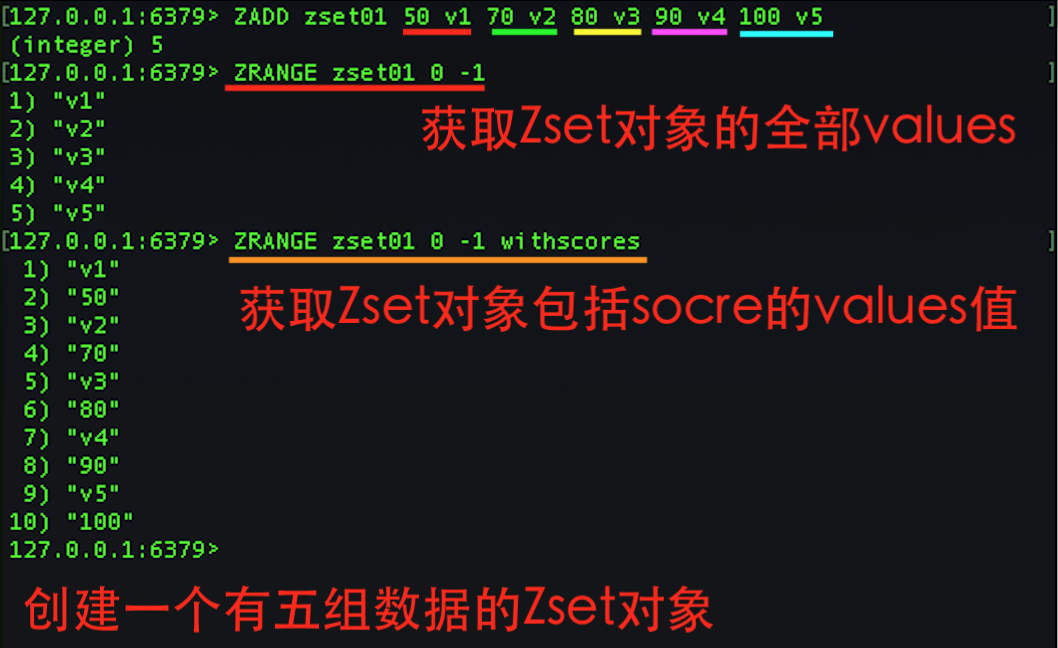 [127.0.0.1:6379> ZADD zset01 50 v1 70 v2 80 v3 90 v4 100 v5 ]
(integer) 5
[127.0.0.1:6379> ZRANGE zset01 0 -1 ]
1) "v1"
2) "v2"
获取Zset对象的全部values
3) "v3"
4) "v4"
5) "v5"
[127.0.0.1:6379> ZRANGE zset01 0 -1 withscores ]
1) "v1"
2) "50"
获取Zset对象包括socre的values值
3) "v2"
4) "70"
5) "v3"
6) "80"
7) "v4"
8) "90"
9) "v5"
10) "100"
127.0.0.1:6379>
创建一个有五组数据的Zset对象